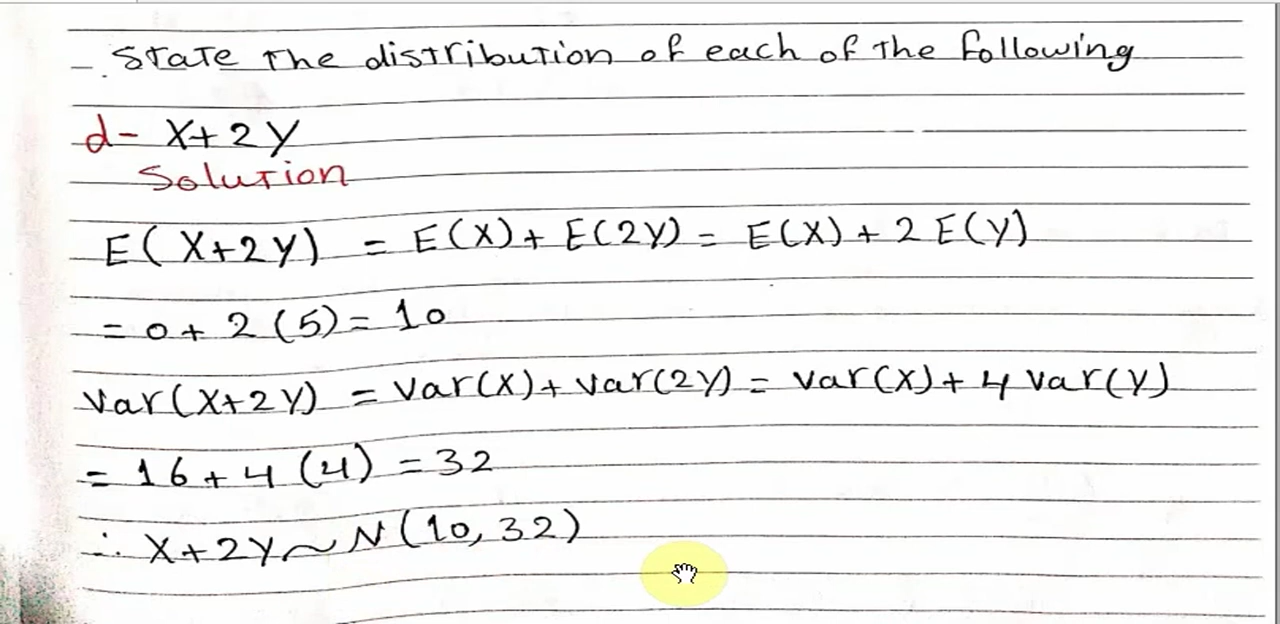 - State The distribution of each of The following
d- X+2Y
Solution
E(X+2Y) = E(X)+ E(2Y) = E(X)+ 2 E(Y)
= 0+ 2(5)= 10
Var(X+2Y) = Var(X)+ Var(2Y) = Var(X)+ 4 Var(Y)
= 16+4(4) = 32
∴ X+2Y~N(10,32)